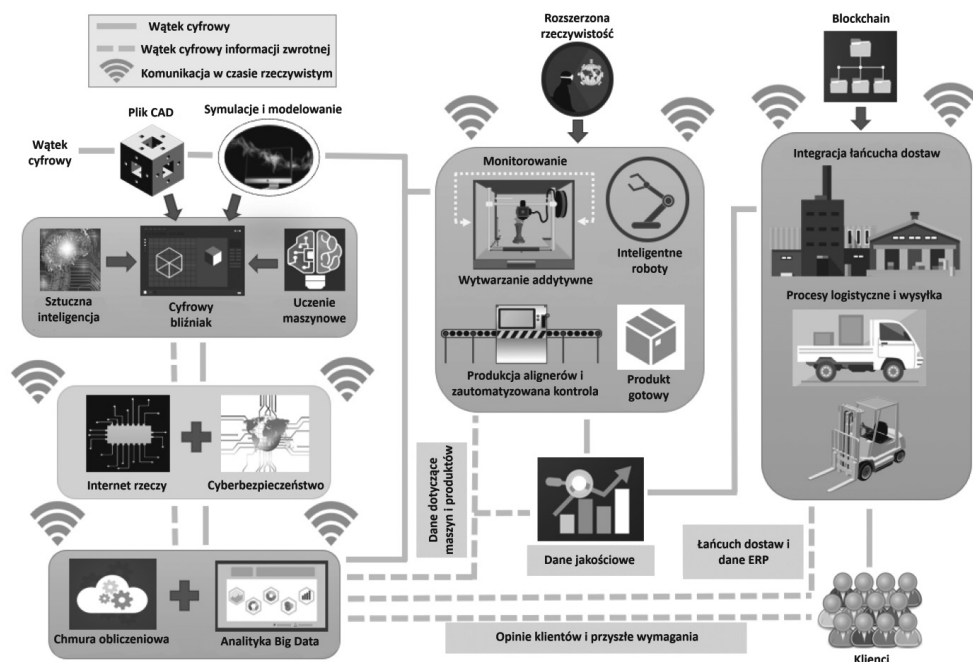 Wątek cyfrowy
Wątek cyfrowy informacji zwrotnej
Komunikacja w czasie rzeczywistym
Rozszerzona
rzeczywistość
Blockchain
Plik CAD
Symulacje i modelowanie
Wątek
cyfrowy
Sztuczna
inteligencja
Cyfrowy
bliźniak
Uczenie
maszynowe
Monitorowanie
Wytwarzanie addytywne
Inteligentne
roboty
Produkcja alignerów i
zautomatyzowana kontrola
Produkt
gotowy
Integracja łańcucha dostaw
Procesy logistyczne i wysyłka
Internet rzeczy
Cyberbezpieczeństwo
Dane dotyczące
maszyn i produktów
Dane jakościowe
Łańcuch dostaw i
dane ERP
Chmura obliczeniowa
Analityka Big Data
Opinie klientów i przyszłe wymagania
Klienci